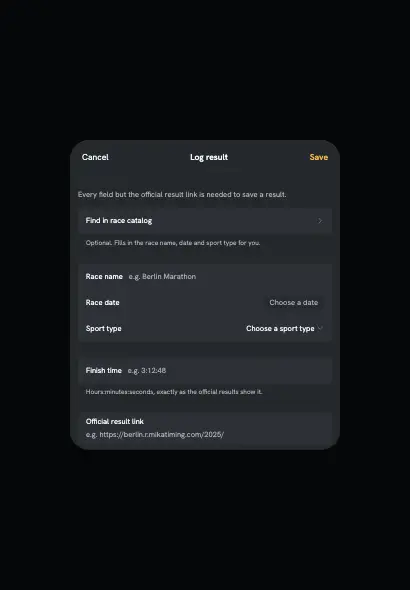 Cancel
Log result
Save
Every field but the official result link is needed to save a result.
Find in race catalog
Optional. Fills in the race name, date and sport type for you.
Race name e.g. Berlin Marathon
Race date Choose a date
Sport type Choose a sport type
Finish time e.g. 3:12:48
Hours:minutes:seconds, exactly as the official results show it.
Official result link
e.g. https://berlin.r.mikatiming.com/2025/